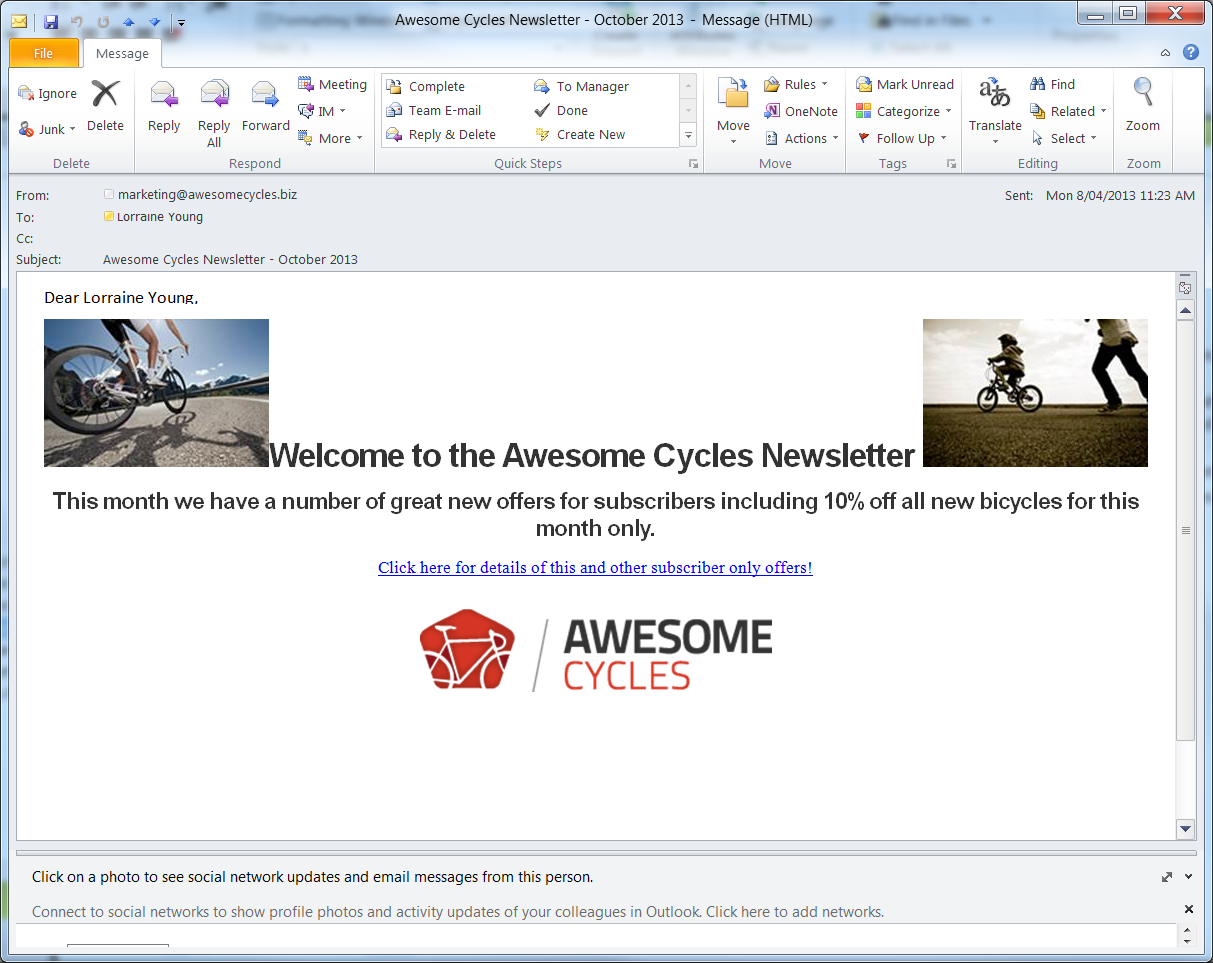 Awesome Cycles Newsletter - October 2013 - Message (HTML)
File Message
Ignore
Junk
Delete
Delete
Reply
Reply All
Forward
Meeting
IM
More
Respond
Complete
Team E-mail
Reply & Delete
To Manager
Done
Create New
Quick Steps
Move
Rules
OneNote
Actions
Move
Mark Unread
Categorize
Follow Up
Tags
Translate
Find
Related
Select
Editing
Zoom
Zoom
From: marketing@awesomecycles.biz
Sent: Mon 8/04/2013 11:23 AM
To: Lorraine Young
Cc:
Subject: Awesome Cycles Newsletter - October 2013
Dear Lorraine Young,
Welcome to the Awesome Cycles Newsletter
This month we have a number of great new offers for subscribers including 10% off all new bicycles for this
month only.
Click here for details of this and other subscriber only offers!
AWESOME
CYCLES
Click on a photo to see social network updates and email messages from this person.
Connect to social networks to show profile photos and activity updates of your colleagues in Outlook. Click here to add networks.